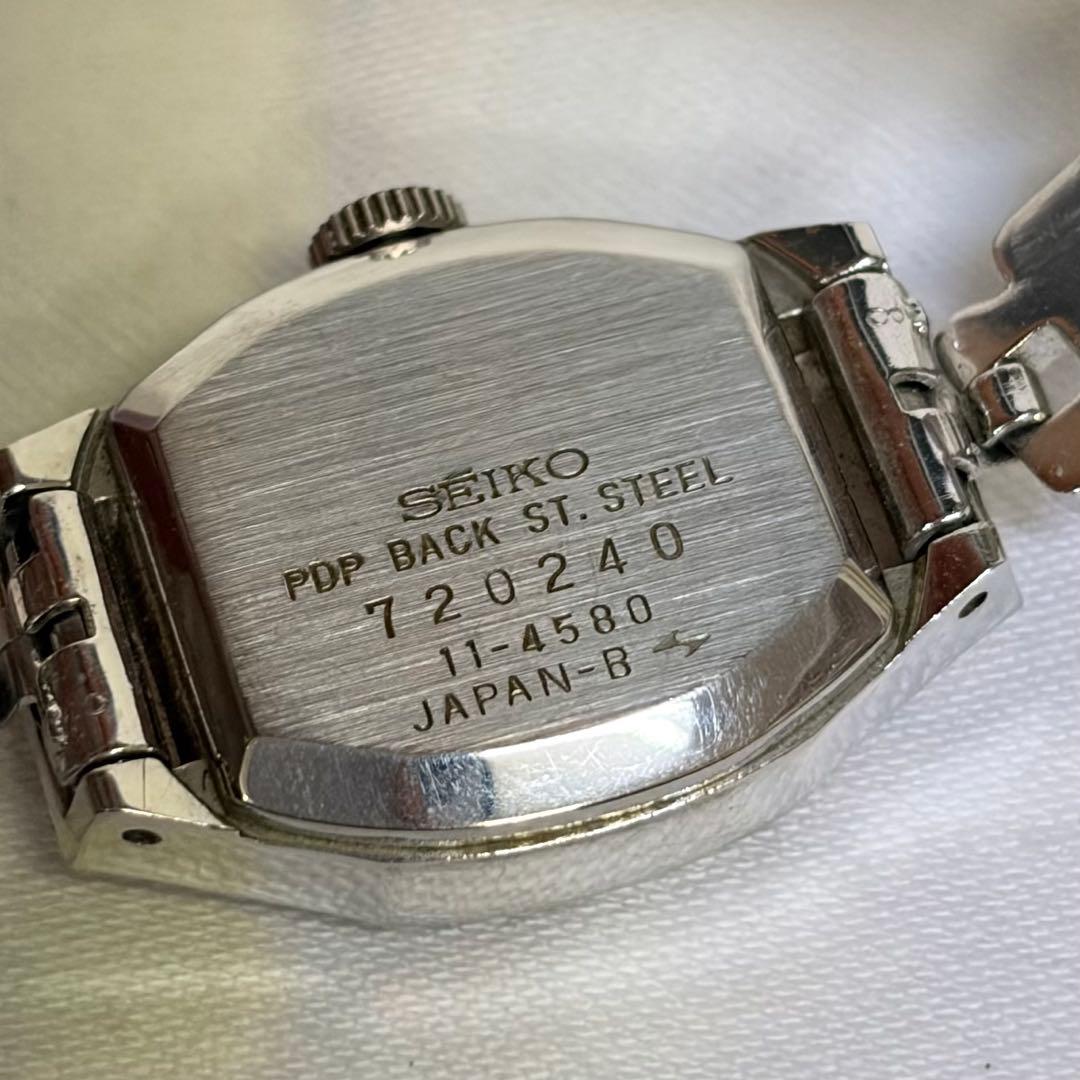 SEIKO
PDP BACK ST. STEEL
720240
11-4580
JAPAN-B